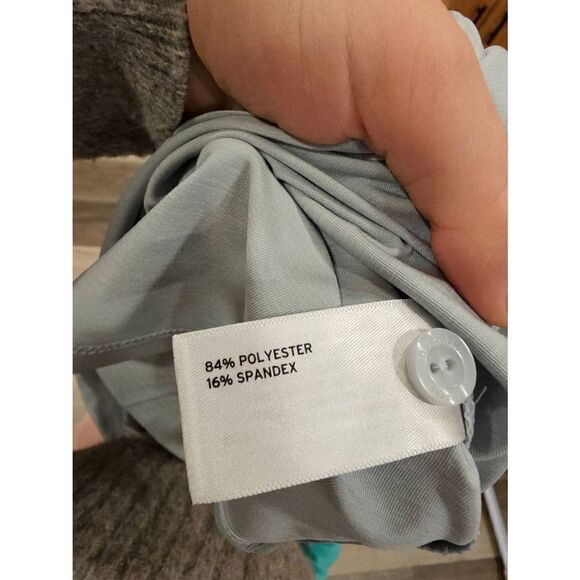 84% POLYESTER
16% SPANDEX